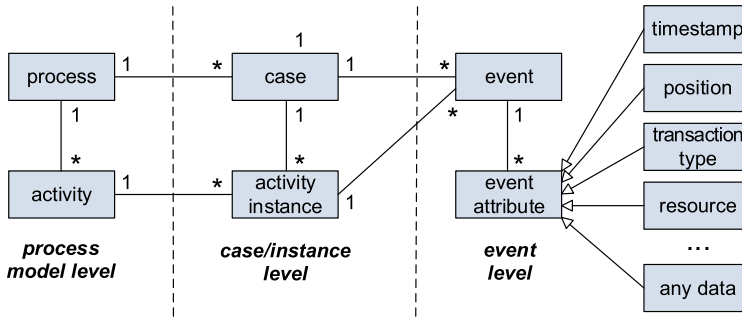 timestamp
1
process
1
*
case
1
*
event
position
1
1
1
*
transaction
type
*
*
*
activity
1
*
activity
instance
1
event
attribute
resource
process
model level
case/instance
level
event
level
...
any data